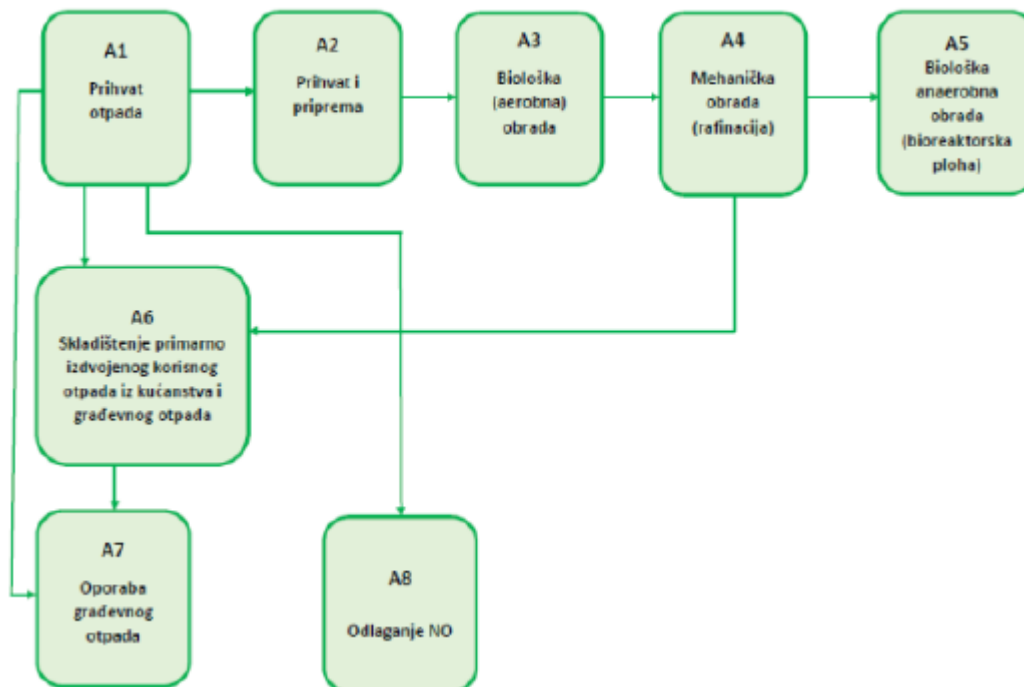 A1
Prihvat
otpada
A2
Prihvat i
priprema
A3
Biološka
(aerobna)
obrada
A4
Mehanička
obrada
(rafinacija)
A5
Biološka
anaerobna
obrada
(bioreaktorska
ploha)
A6
Skladištenje primarno
izdvojenog korisnog
otpada iz kućanstva i
građevnog otpada
A7
Oporaba
građevnog
otpada
A8
Odlaganje NO